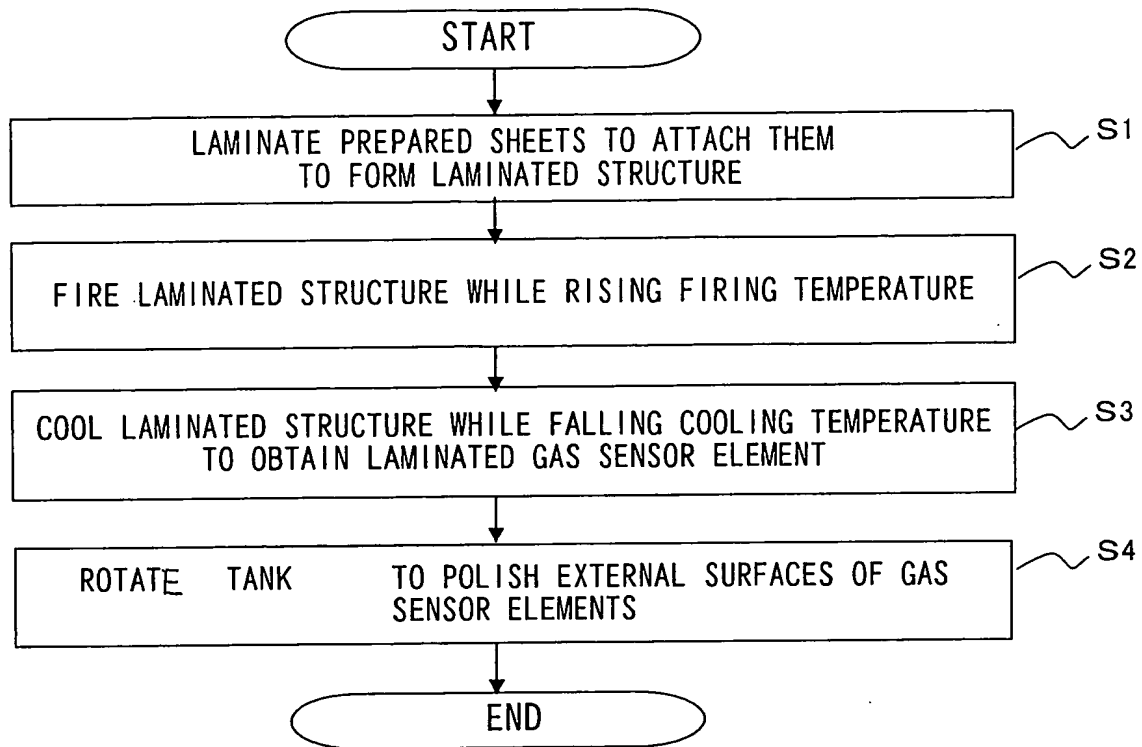 START
LAMINATE PREPARED SHEETS TO ATTACH THEM
TO FORM LAMINATED STRUCTURE
S1
FIRE LAMINATED STRUCTURE WHILE RISING FIRING TEMPERATURE
S2
COOL LAMINATED STRUCTURE WHILE FALLING COOLING TEMPERATURE
TO OBTAIN LAMINATED GAS SENSOR ELEMENT
S3
ROTATE TANK TO POLISH EXTERNAL SURFACES OF GAS
SENSOR ELEMENTS
S4
END